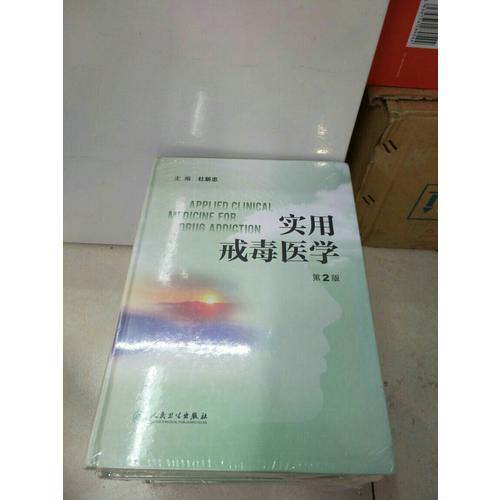 主 编 杜新忠
APPLIED CLINICAL
MEDICINE FOR
DRUG ADDICTION
实用
戒毒医学
第2版
人民卫生出版社